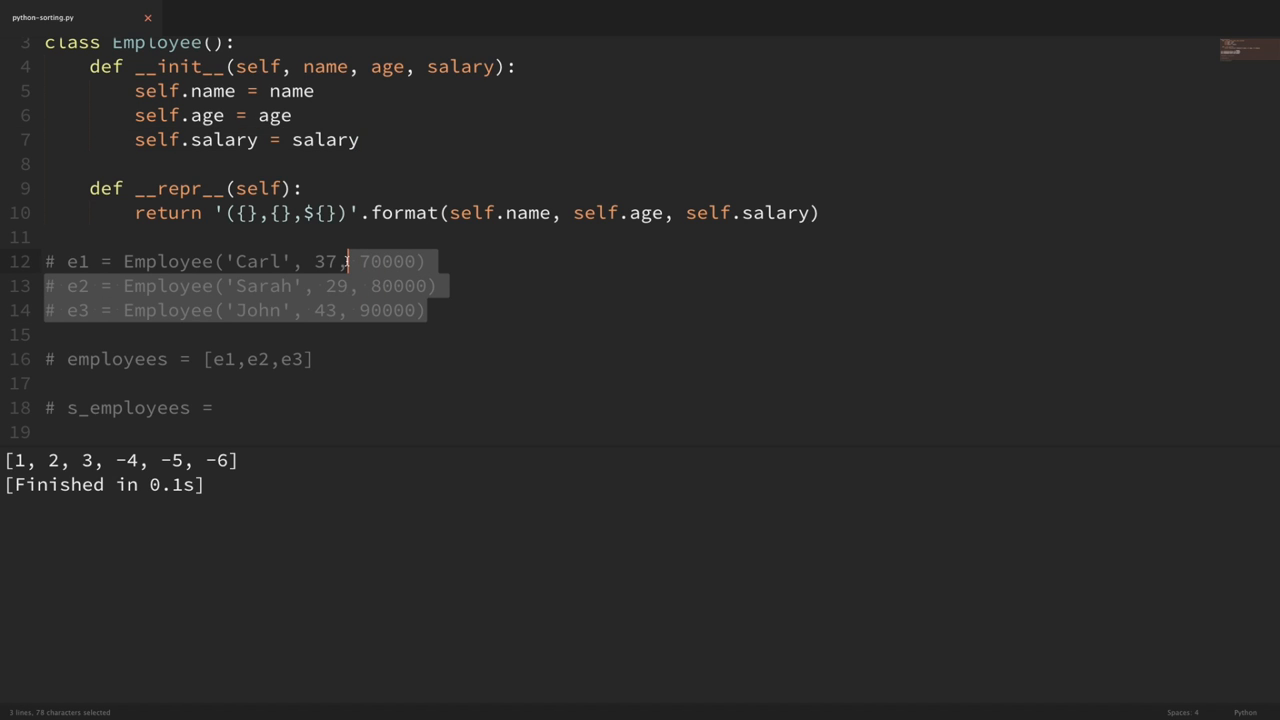 python-sorting.py ×
3 class Employee():
4     def __init__(self, name, age, salary):
5         self.name = name
6         self.age = age
7         self.salary = salary
8
9     def __repr__(self):
10         return '({},{},${})'.format(self.name, self.age, self.salary)
11
12 # e1 = Employee('Carl', 37, 70000)
13 # e2 = Employee('Sarah', 29, 80000)
14 # e3 = Employee('John', 43, 90000)
15
16 # employees = [e1,e2,e3]
17
18 # s_employees =
19
[1, 2, 3, -4, -5, -6]
[Finished in 0.1s]
3 lines, 78 characters selected
Spaces: 4
Python